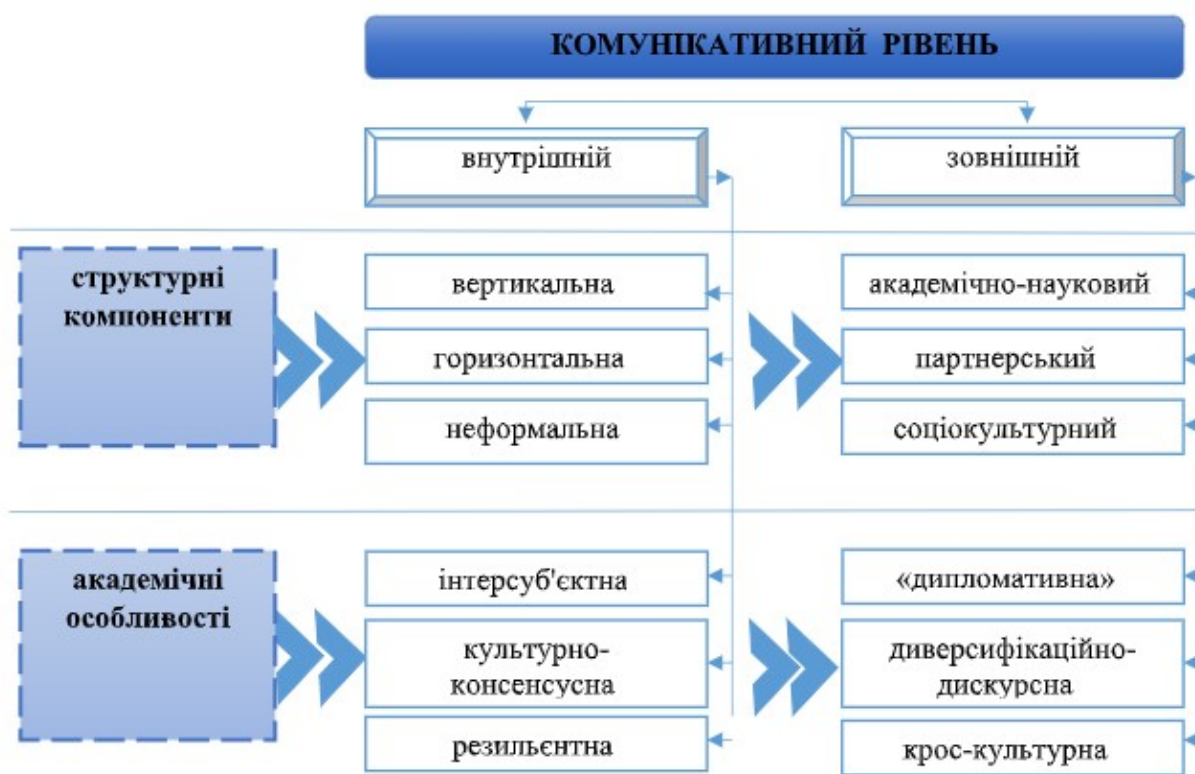 КОМУНІКАТИВНИЙ РІВЕНЬ
внутрішній
зовнішній
структурні
компоненти
вертикальна
академічно-науковий
горизонтальна
партнерський
неформальна
соціокультурний
академічні
особливості
інтерсуб'єктна
«дипломативна»
культурно-
консенсусна
диверсифікаційно-
дискурсна
резильєнтна
крос-культурна